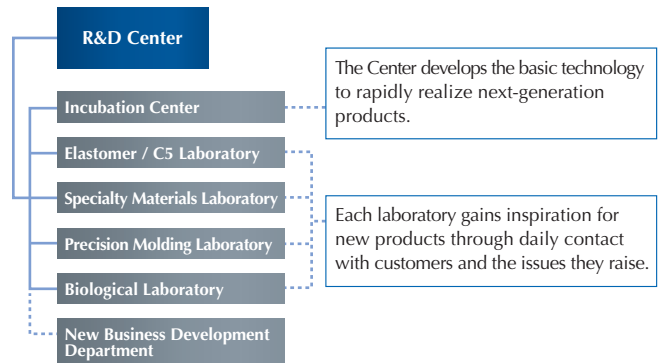 R&D Center
Incubation Center
Elastomer / C5 Laboratory
Specialty Materials Laboratory
Precision Molding Laboratory
Biological Laboratory
New Business Development
Department
The Center develops the basic technology
to rapidly realize next-generation
products.
Each laboratory gains inspiration for
new products through daily contact
with customers and the issues they raise.